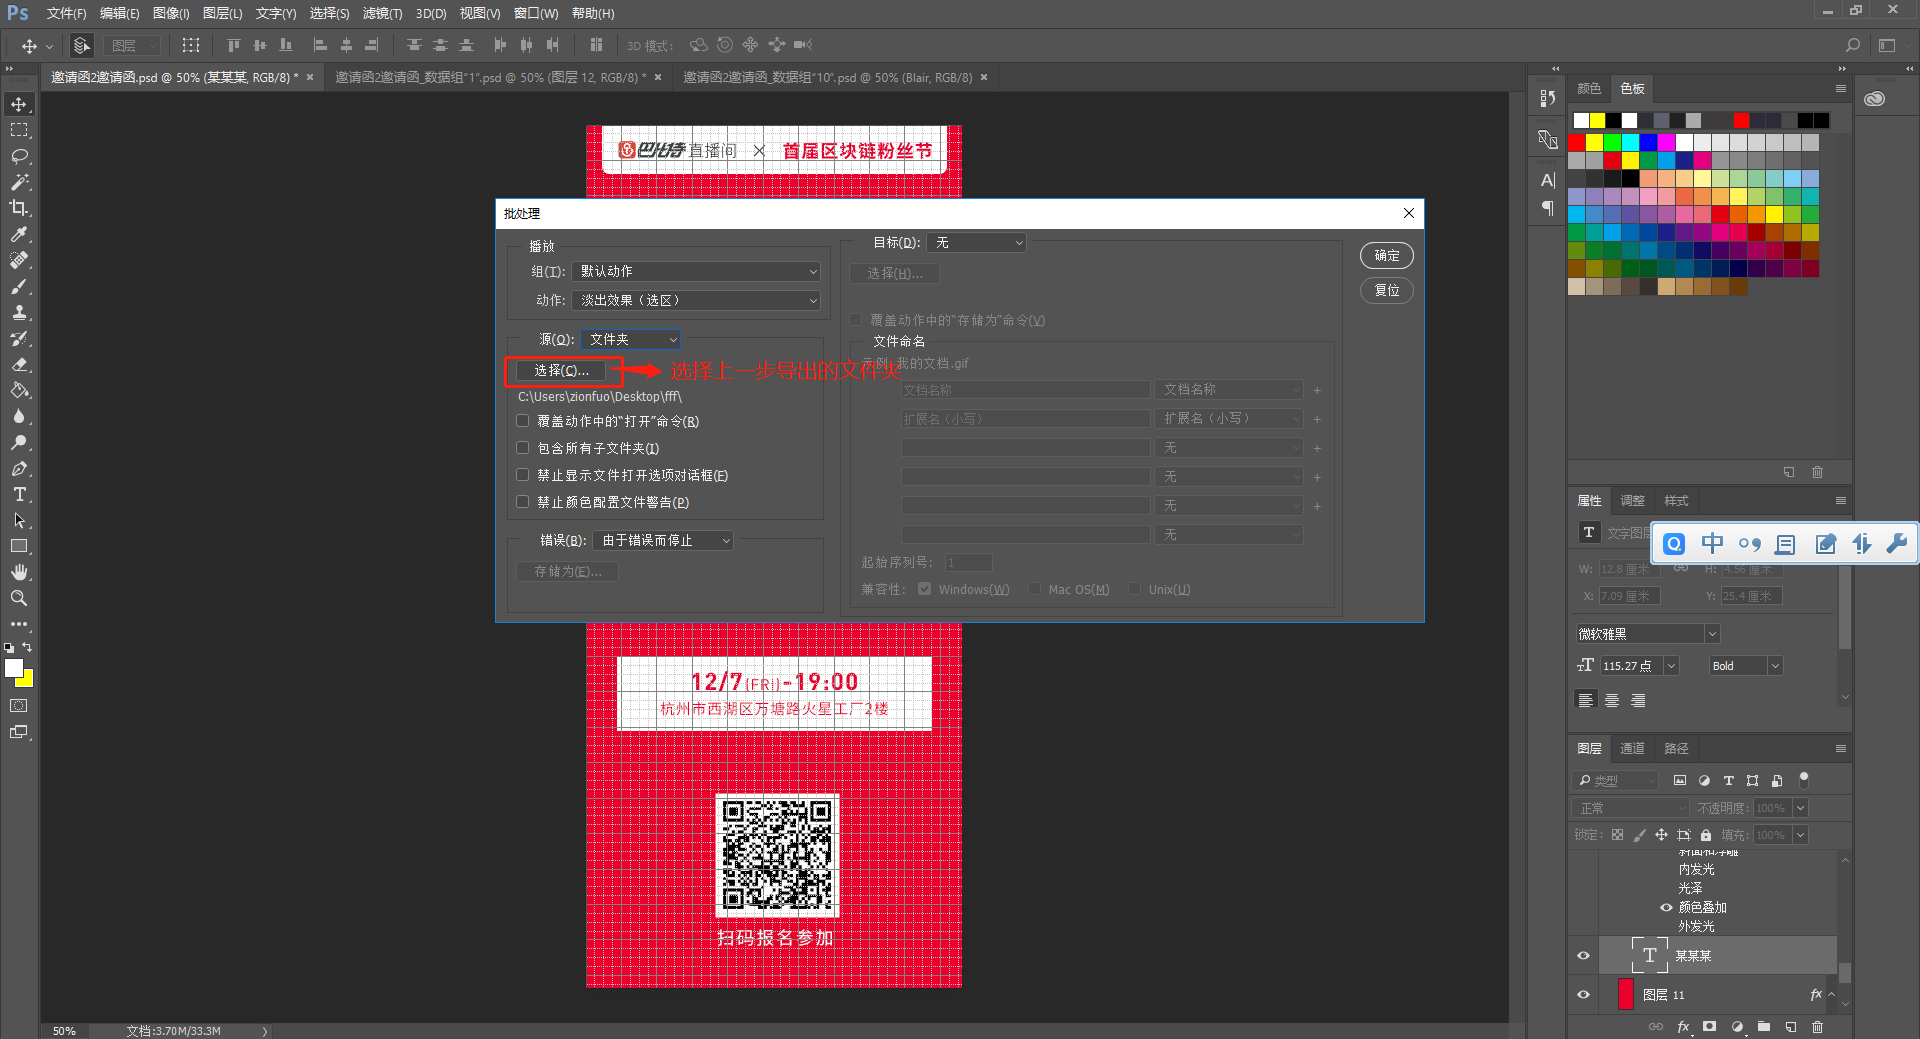 Ps 文件(F) 编辑(E) 图像(I) 图层(L) 文字(Y) 选择(S) 滤镜(T) 3D(D) 视图(V) 窗口(W) 帮助(H)
图层 3D 模式:
邀请函2邀请函.psd @ 50% (某某某, RGB/8) * ×
邀请函2邀请函_数据组"1".psd @ 50% (图层 12, RGB/8) * ×
邀请函2邀请函_数据组"10".psd @ 50% (Blair, RGB/8) ×
巴比特 直播间 × 首届区块链粉丝节
批处理
播放
组(T): 默认动作
动作: 淡出效果（选区）
源(O): 文件夹
选择(C)...
选择上一步导出的文件夹
C:\Users\zionfuo\Desktop\fff\
覆盖动作中的"打开"命令(R)
包含所有子文件夹(I)
禁止显示文件打开选项对话框(F)
禁止颜色配置文件警告(P)
错误(B): 由于错误而停止
存储为(E)...
目标(D): 无
选择(H)...
覆盖动作中的"存储为"命令(V)
文件命名
示例: 我的文档.gif
文档名称 文档名称 +
扩展名（小写） 扩展名（小写） +
无 +
无 +
无 +
无
起始序列号: 1
兼容性: Windows(W) Mac OS(M) Unix(U)
确定
复位
12/7(FRI)-19:00
杭州市西湖区万塘路火星工厂2楼
扫码报名参加
50% 文档:3.70M/33.3M
颜色 色板
属性 调整 样式
T 文字图层
中
W: 12.8 厘米 H: 4.56 厘米
X: 7.09 厘米 Y: 25.4 厘米
微软雅黑
115.27 点 Bold
图层 通道 路径
类型
正常 不透明度: 100%
锁定: 填充: 100%
斜面和浮雕
内发光
光泽
颜色叠加
外发光
T 某某某
图层 11 fx
fx